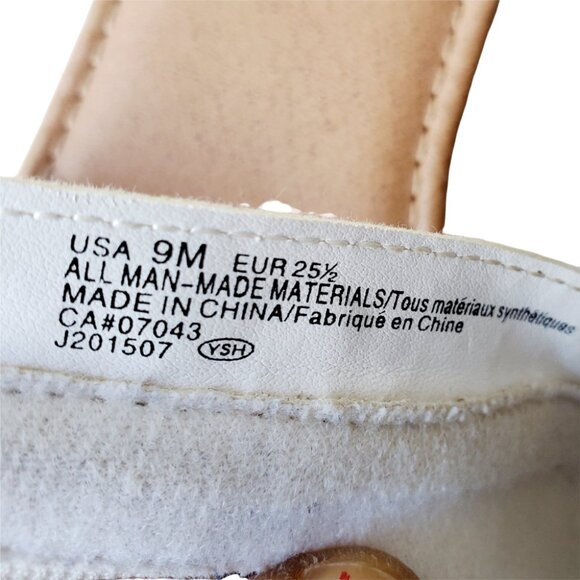 USA 9M EUR 25½
ALL MAN-MADE MATERIALS/Tous matériaux synthétiques
MADE IN CHINA/Fabriqué en Chine
CA#07043
J201507 YSH